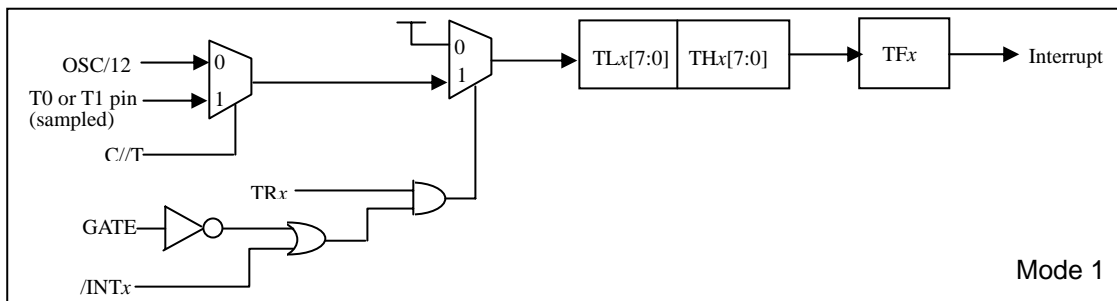 0
OSC/12 0 TLx[7:0] THx[7:0] TFx Interrupt
1
T0 or T1 pin 1
(sampled)
C//T
TRx
GATE
/INTx
Mode 1